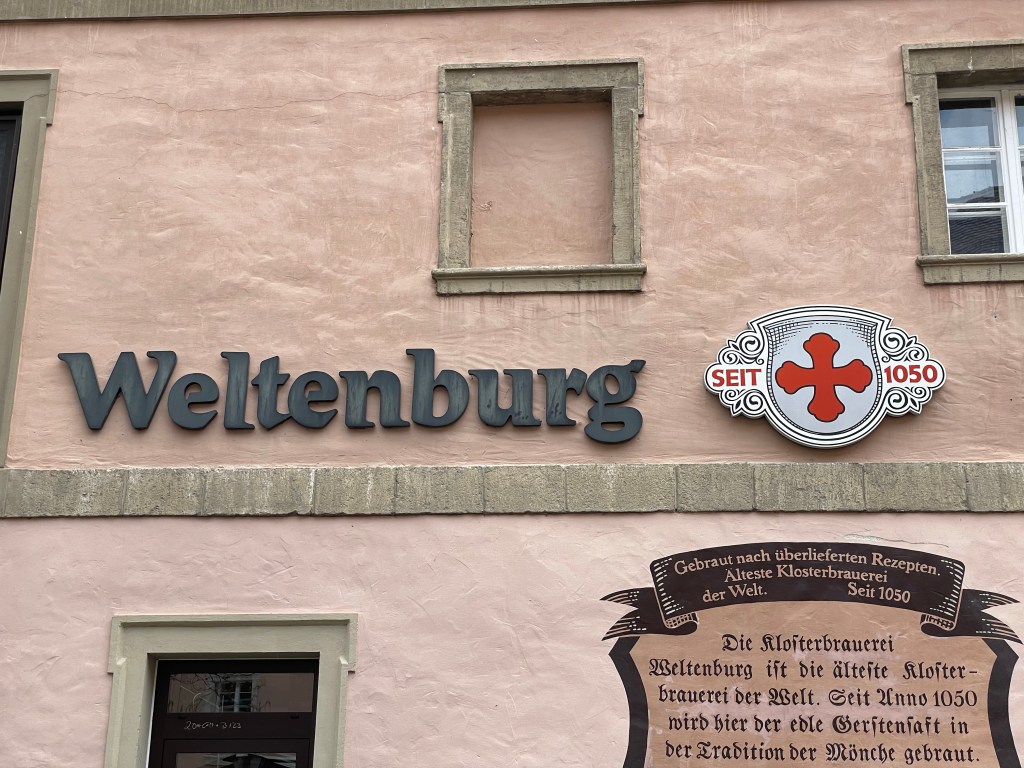 Weltenburg
SEIT 1050
Gebraut nach überlieferten Rezepten.
Älteste Klosterbrauerei
der Welt. Seit 1050
Die Klosterbrauerei
Weltenburg ist die älteste Kloster-
brauerei der Welt. Seit Anno 1050
wird hier der edle Gerstensaft in
der Tradition der Mönche gebraut.